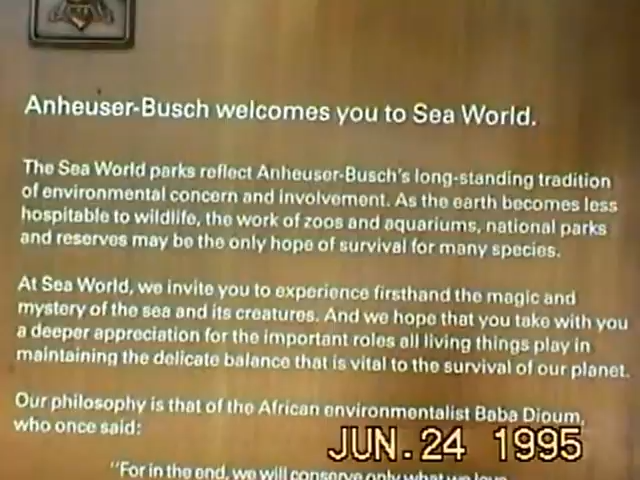 Anheuser-Busch welcomes you to Sea World.
The Sea World parks reflect Anheuser-Busch's long-standing tradition
of environmental concern and involvement. As the earth becomes less
hospitable to wildlife, the work of zoos and aquariums, national parks
and reserves may be the only hope of survival for many species.
At Sea World, we invite you to experience firsthand the magic and
mystery of the sea and its creatures. And we hope that you take with you
a deeper appreciation for the important roles all living things play in
maintaining the delicate balance that is vital to the survival of our planet.
Our philosophy is that of the African environmentalist Baba Dioum,
who once said:
"For in the end, we will conserve only what we love
JUN. 24 1995